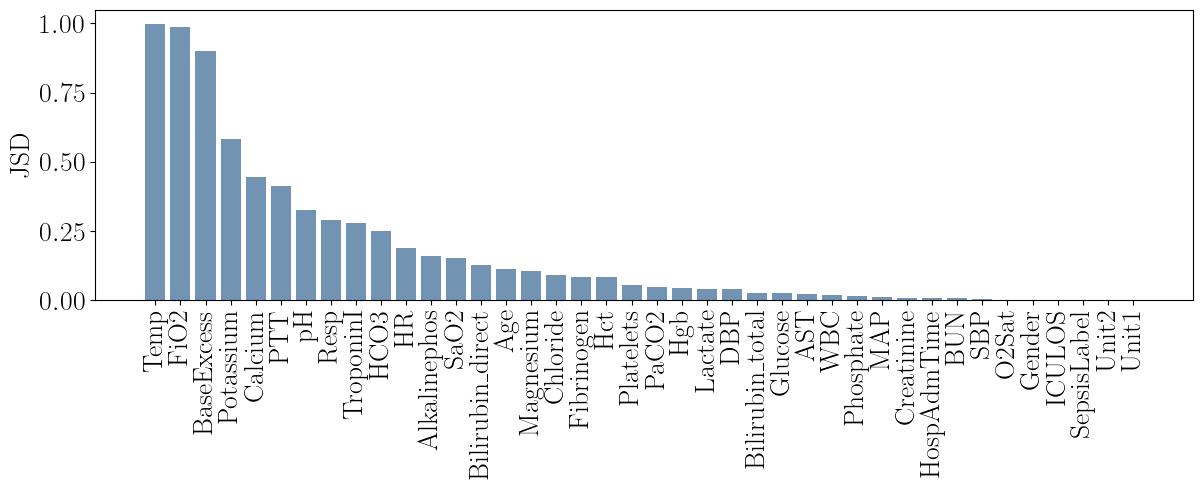 1.00
0.75
0.50
0.25
0.00
JSD
Temp
FiO2
BaseExcess
Potassium
Calcium
PTT
pH
Resp
TroponinI
HCO3
HR
Alkalinephos
SaO2
Bilirubin_direct
Age
Magnesium
Chloride
Fibrinogen
Hct
Platelets
PaCO2
Hgb
Lactate
DBP
Bilirubin_total
Glucose
AST
WBC
Phosphate
MAP
Creatinine
HospAdmTime
BUN
SBP
O2Sat
Gender
ICULOS
SepsisLabel
Unit2
Unit1